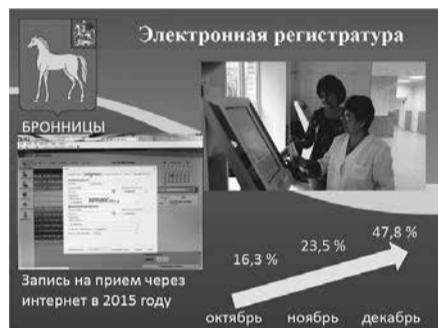 Электронная регистратура
БРОННИЦЫ
47,8 %
23,5 %
16,3 %
Запись на прием через
интернет в 2015 году
октябрь ноябрь декабрь